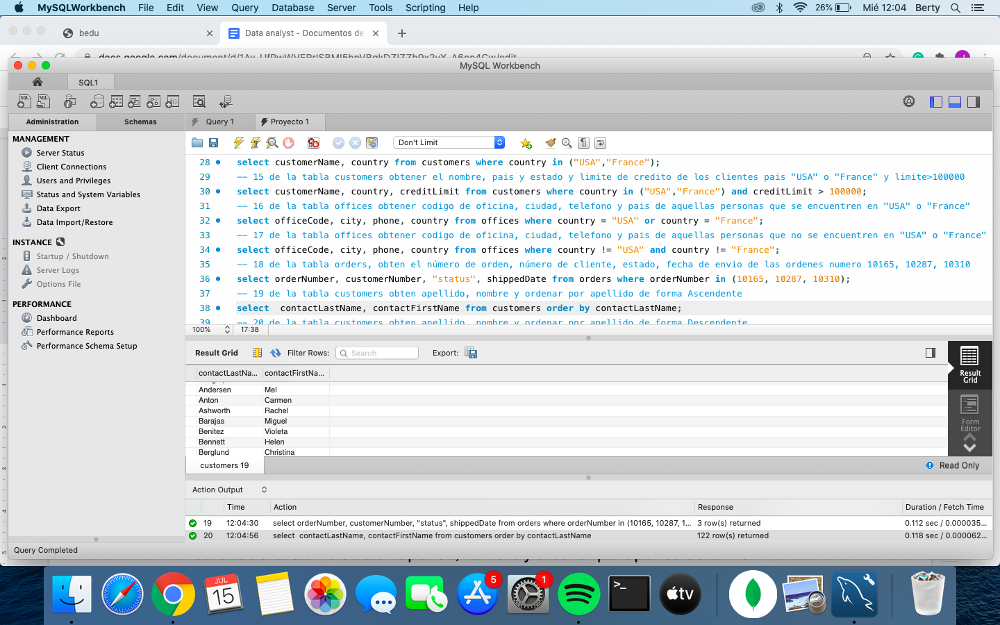 MySQLWorkbench File Edit View Query Database Server Tools Scripting Help 26% Mié 12:04 Berty
bedu Data analyst - Documentos de
MySQL Workbench
SQL1
Administration Schemas Query 1 Proyecto 1
MANAGEMENT
Server Status
Client Connections
Users and Privileges
Status and System Variables
Data Export
Data Import/Restore
INSTANCE
Startup / Shutdown
Server Logs
Options File
PERFORMANCE
Dashboard
Performance Reports
Performance Schema Setup
Don't Limit
28 select customerName, country from customers where country in ("USA","France");
29 -- 15 de la tabla customers obtener el nombre, pais y estado y limite de credito de los clientes pais "USA" o "France" y limite>100000
30 select customerName, country, creditLimit from customers where country in ("USA","France") and creditLimit > 100000;
31 -- 16 de la tabla offices obtener codigo de oficina, ciudad, telefono y pais de aquellas personas que se encuentren en "USA" o "France"
32 select officeCode, city, phone, country from offices where country = "USA" or country = "France";
33 -- 17 de la tabla offices obtener codigo de oficina, ciudad, telefono y pais de aquellas personas que no se encuentren en "USA" o "France"
34 select officeCode, city, phone, country from offices where country != "USA" and country != "France";
35 -- 18 de la tabla orders, obten el número de orden, número de cliente, estado, fecha de envio de las ordenes numero 10165, 10287, 10310
36 select orderNumber, customerNumber, "status", shippedDate from orders where orderNumber in (10165, 10287, 10310);
37 -- 19 de la tabla customers obten apellido, nombre y ordenar por apellido de forma Ascendente
38 select  contactLastName, contactFirstName from customers order by contactLastName;
39 -- 20 de la tabla customers obten apellido, nombre y ordenar por apellido de forma Descendente
100% 17:38
Result Grid Filter Rows: Search Export:
contactLastNa... contactFirstNa...
Andersen Mel
Anton Carmen
Ashworth Rachel
Barajas Miguel
Benitez Violeta
Bennett Helen
Berglund Christina
Result
Grid
Form
Editor
customers 19 Read Only
Action Output
Time Action Response Duration / Fetch Time
19 12:04:30 select orderNumber, customerNumber, "status", shippedDate from orders where orderNumber in (10165, 10287, 1... 3 row(s) returned 0.112 sec / 0.000035...
20 12:04:56 select  contactLastName, contactFirstName from customers order by contactLastName 122 row(s) returned 0.118 sec / 0.000062...
Query Completed
JUL
15
5
1
>_
tv